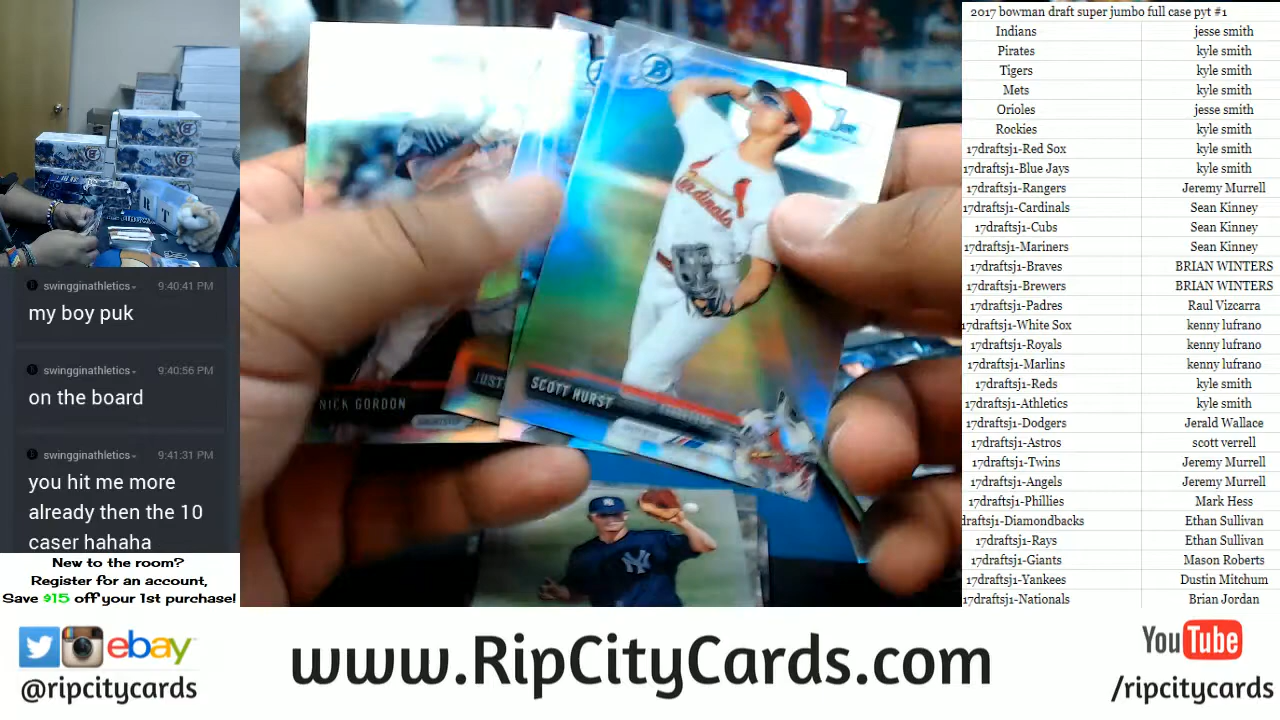 swingginathletics 9:40:41 PM
my boy puk
swingginathletics 9:40:56 PM
on the board
swingginathletics 9:41:31 PM
you hit me more
already then the 10
caser hahaha
New to the room?
Register for an account,
Save $15 off your 1st purchase!
NICK GORDON
JUST
SCOTT HURST
Cardinals
2017 bowman draft super jumbo full case pyt #1
Indians jesse smith
Pirates kyle smith
Tigers kyle smith
Mets kyle smith
Orioles jesse smith
Rockies kyle smith
17draftsj1-Red Sox kyle smith
17draftsj1-Blue Jays kyle smith
17draftsj1-Rangers Jeremy Murrell
17draftsj1-Cardinals Sean Kinney
17draftsj1-Cubs Sean Kinney
17draftsj1-Mariners Sean Kinney
17draftsj1-Braves BRIAN WINTERS
17draftsj1-Brewers BRIAN WINTERS
17draftsj1-Padres Raul Vizcarra
17draftsj1-White Sox kenny lufrano
17draftsj1-Royals kenny lufrano
17draftsj1-Marlins kenny lufrano
17draftsj1-Reds kyle smith
17draftsj1-Athletics kyle smith
17draftsj1-Dodgers Jerald Wallace
17draftsj1-Astros scott verrell
17draftsj1-Twins Jeremy Murrell
17draftsj1-Angels Jeremy Murrell
17draftsj1-Phillies Mark Hess
draftsj1-Diamondbacks Ethan Sullivan
17draftsj1-Rays Ethan Sullivan
17draftsj1-Giants Mason Roberts
17draftsj1-Yankees Dustin Mitchum
17draftsj1-Nationals Brian Jordan
ebay
@ripcitycards
www.RipCityCards.com
YouTube
/ripcitycards